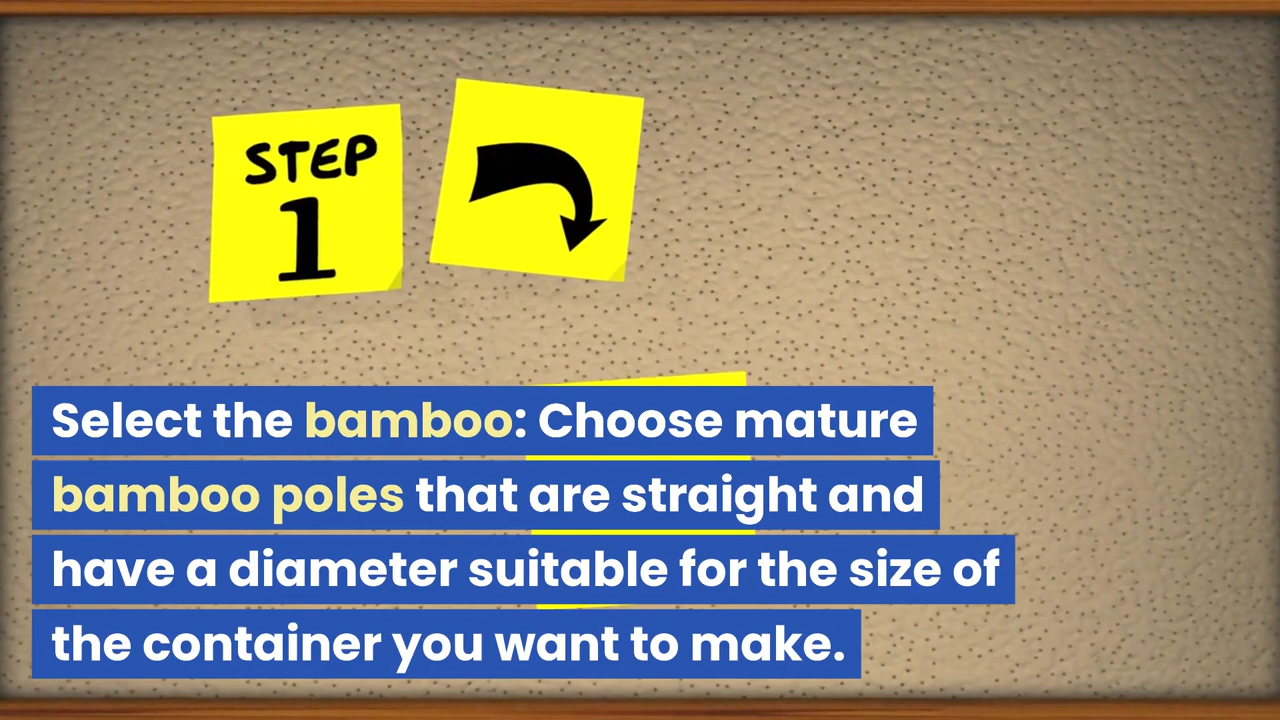 STEP
1
Select the bamboo: Choose mature
bamboo poles that are straight and
have a diameter suitable for the size of
the container you want to make.